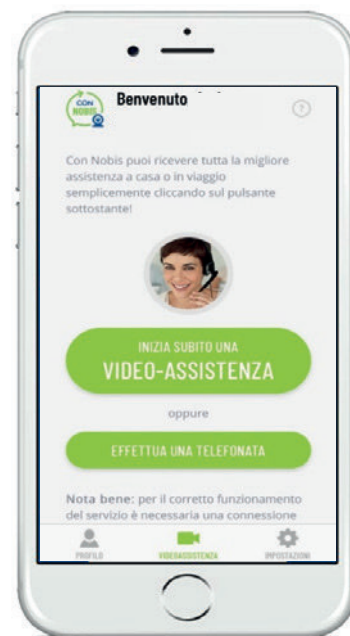 CON
NOBIS
Benvenuto
?
Con Nobis puoi ricevere tutta la migliore
assistenza a casa o in viaggio
semplicemente cliccando sul pulsante
sottostante!
INIZIA SUBITO UNA
VIDEO-ASSISTENZA
oppure
EFFETTUA UNA TELEFONATA
Nota bene: per il corretto funzionamento
del servizio è necessaria una connessione
PROFILO VIDEOASSISTENZA IMPOSTAZIONI